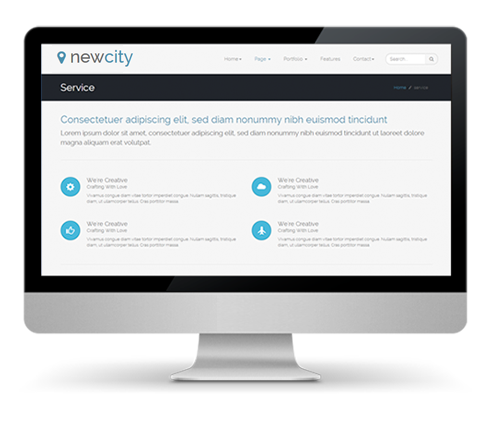 newcity
Home Page Portfolio Features Contact Search...
Service
Home / service
Consectetuer adipiscing elit, sed diam nonummy nibh euismod tincidunt
Lorem ipsum dolor sit amet, consectetuer adipiscing elit, sed diam nonummy nibh euismod tincidunt ut laoreet dolore
magna aliquam erat volutpat.
We're Creative
Crafting With Love
Vivamus congue diam vitae tortor imperdiet congue. Nullam sagittis, tristique
diam, ut ullamcorper tellus. Cras porttitor massa
We're Creative
Crafting With Love
Vivamus congue diam vitae tortor imperdiet congue. Nullam sagittis, tristique
diam, ut ullamcorper tellus. Cras porttitor massa
We're Creative
Crafting With Love
Vivamus congue diam vitae tortor imperdiet congue. Nullam sagittis, tristique
diam, ut ullamcorper tellus. Cras porttitor massa
We're Creative
Crafting With Love
Vivamus congue diam vitae tortor imperdiet congue. Nullam sagittis, tristique
diam, ut ullamcorper tellus. Cras porttitor massa